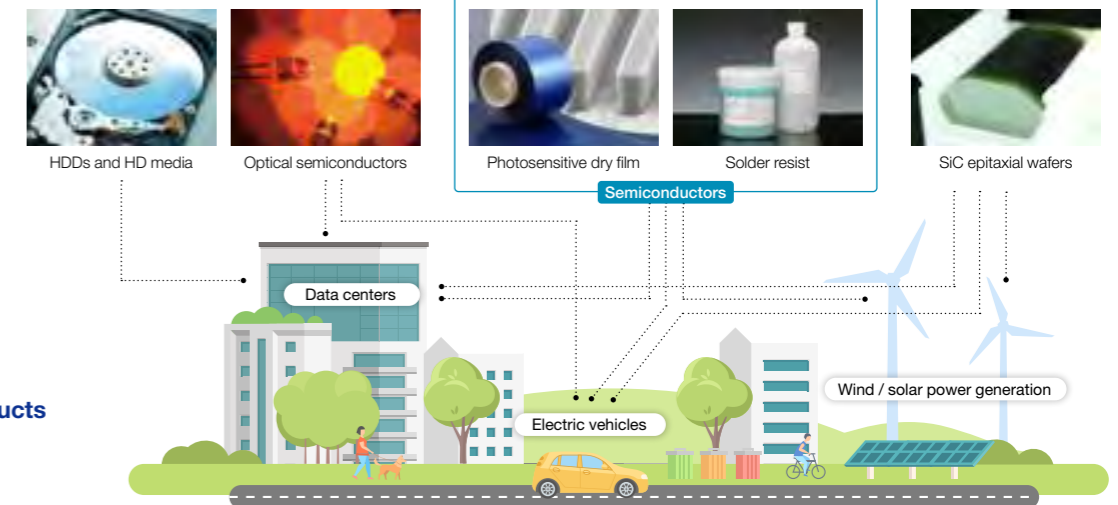 HDDs and HD media
Optical semiconductors
Photosensitive dry film
Solder resist
SiC epitaxial wafers
Semiconductors
Data centers
Wind / solar power generation
ucts
Electric vehicles